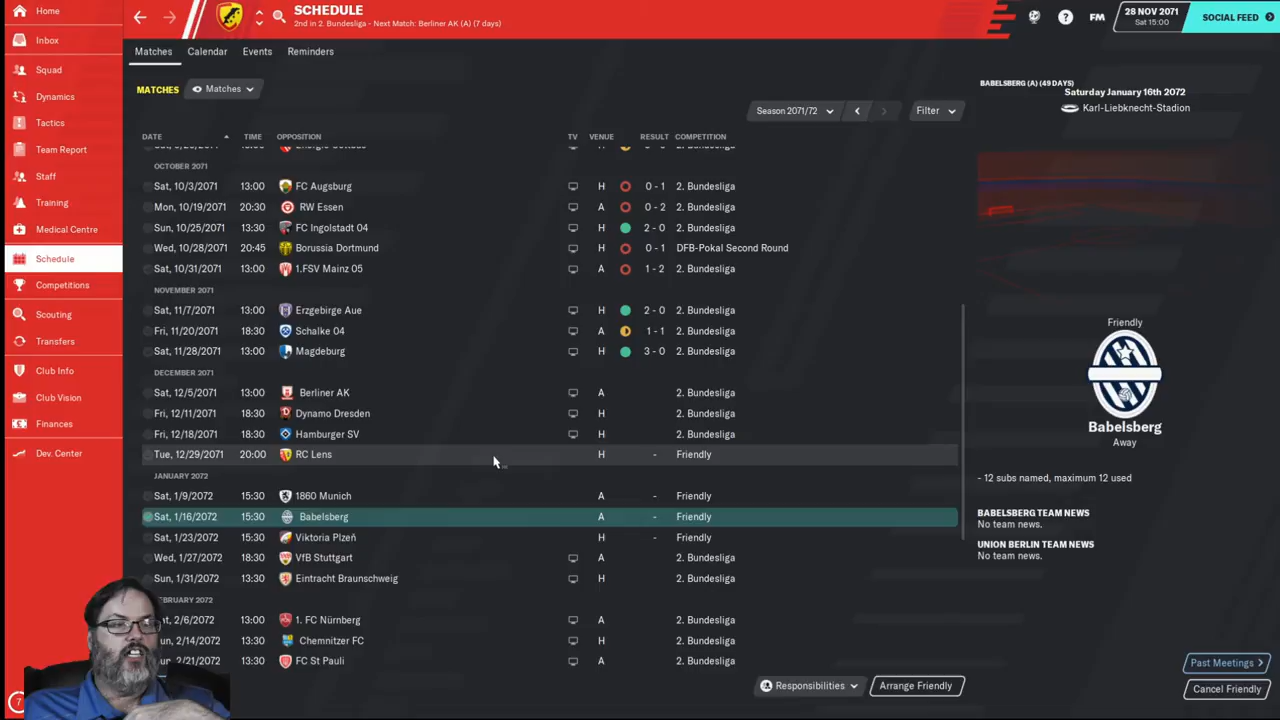 Home
SCHEDULE
2nd in 2. Bundesliga - Next Match: Berliner AK (A) (7 days)
FM
28 NOV 2071
Sat 15:00
SOCIAL FEED
Inbox
Squad
Dynamics
Tactics
Team Report
Staff
Training
Medical Centre
Schedule
Competitions
Scouting
Transfers
Club Info
Club Vision
Finances
Dev. Center
7
Matches Calendar Events Reminders
MATCHES Matches
Season 2071/72 Filter
DATE TIME OPPOSITION TV VENUE RESULT COMPETITION
OCTOBER 2071
Sat, 10/3/2071 13:00 FC Augsburg H 0 - 1 2. Bundesliga
Mon, 10/19/2071 20:30 RW Essen A 0 - 2 2. Bundesliga
Sun, 10/25/2071 13:30 FC Ingolstadt 04 H 2 - 0 2. Bundesliga
Wed, 10/28/2071 20:45 Borussia Dortmund H 0 - 1 DFB-Pokal Second Round
Sat, 10/31/2071 13:00 1.FSV Mainz 05 A 1 - 2 2. Bundesliga
NOVEMBER 2071
Sat, 11/7/2071 13:00 Erzgebirge Aue H 2 - 0 2. Bundesliga
Fri, 11/20/2071 18:30 Schalke 04 A 1 - 1 2. Bundesliga
Sat, 11/28/2071 13:00 Magdeburg H 3 - 0 2. Bundesliga
DECEMBER 2071
Sat, 12/5/2071 13:00 Berliner AK A 2. Bundesliga
Fri, 12/11/2071 18:30 Dynamo Dresden H 2. Bundesliga
Fri, 12/18/2071 18:30 Hamburger SV H 2. Bundesliga
Tue, 12/29/2071 20:00 RC Lens H - Friendly
JANUARY 2072
Sat, 1/9/2072 15:30 1860 Munich A - Friendly
Sat, 1/16/2072 15:30 Babelsberg A - Friendly
Sat, 1/23/2072 15:30 Viktoria Plzeň H - Friendly
Wed, 1/27/2072 18:30 VfB Stuttgart A 2. Bundesliga
Sun, 1/31/2072 13:30 Eintracht Braunschweig H 2. Bundesliga
2072
2/6/2072 13:00 1. FC Nürnberg A 2. Bundesliga
2/14/2072 13:30 Chemnitzer FC H 2. Bundesliga
2/21/2072 13:30 FC St Pauli A 2. Bundesliga
Responsibilities Arrange Friendly
BABELSBERG (A) (49 DAYS)
Saturday January 16th 2072
Karl-Liebknecht-Stadion
Friendly
Babelsberg
Away
- 12 subs named, maximum 12 used
BABELSBERG TEAM NEWS
No team news.
UNION BERLIN TEAM NEWS
No team news.
Past Meetings
Cancel Friendly